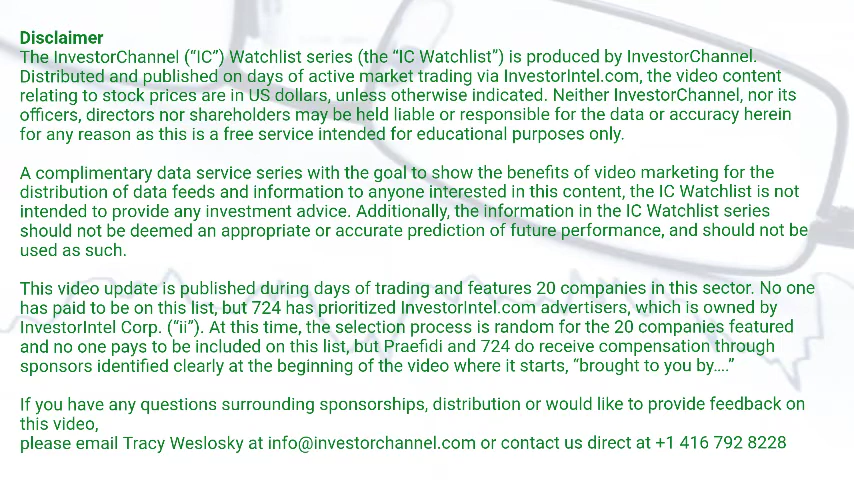 Disclaimer
The InvestorChannel (“IC”) Watchlist series (the “IC Watchlist”) is produced by InvestorChannel.
Distributed and published on days of active market trading via InvestorIntel.com, the video content
relating to stock prices are in US dollars, unless otherwise indicated. Neither InvestorChannel, nor its
officers, directors nor shareholders may be held liable or responsible for the data or accuracy herein
for any reason as this is a free service intended for educational purposes only.
A complimentary data service series with the goal to show the benefits of video marketing for the
distribution of data feeds and information to anyone interested in this content, the IC Watchlist is not
intended to provide any investment advice. Additionally, the information in the IC Watchlist series
should not be deemed an appropriate or accurate prediction of future performance, and should not be
used as such.
This video update is published during days of trading and features 20 companies in this sector. No one
has paid to be on this list, but 724 has prioritized InvestorIntel.com advertisers, which is owned by
InvestorIntel Corp. (“ii”). At this time, the selection process is random for the 20 companies featured
and no one pays to be included on this list, but Praefidi and 724 do receive compensation through
sponsors identified clearly at the beginning of the video where it starts, “brought to you by....”
If you have any questions surrounding sponsorships, distribution or would like to provide feedback on
this video,
please email Tracy Weslosky at info@investorchannel.com or contact us direct at +1 416 792 8228